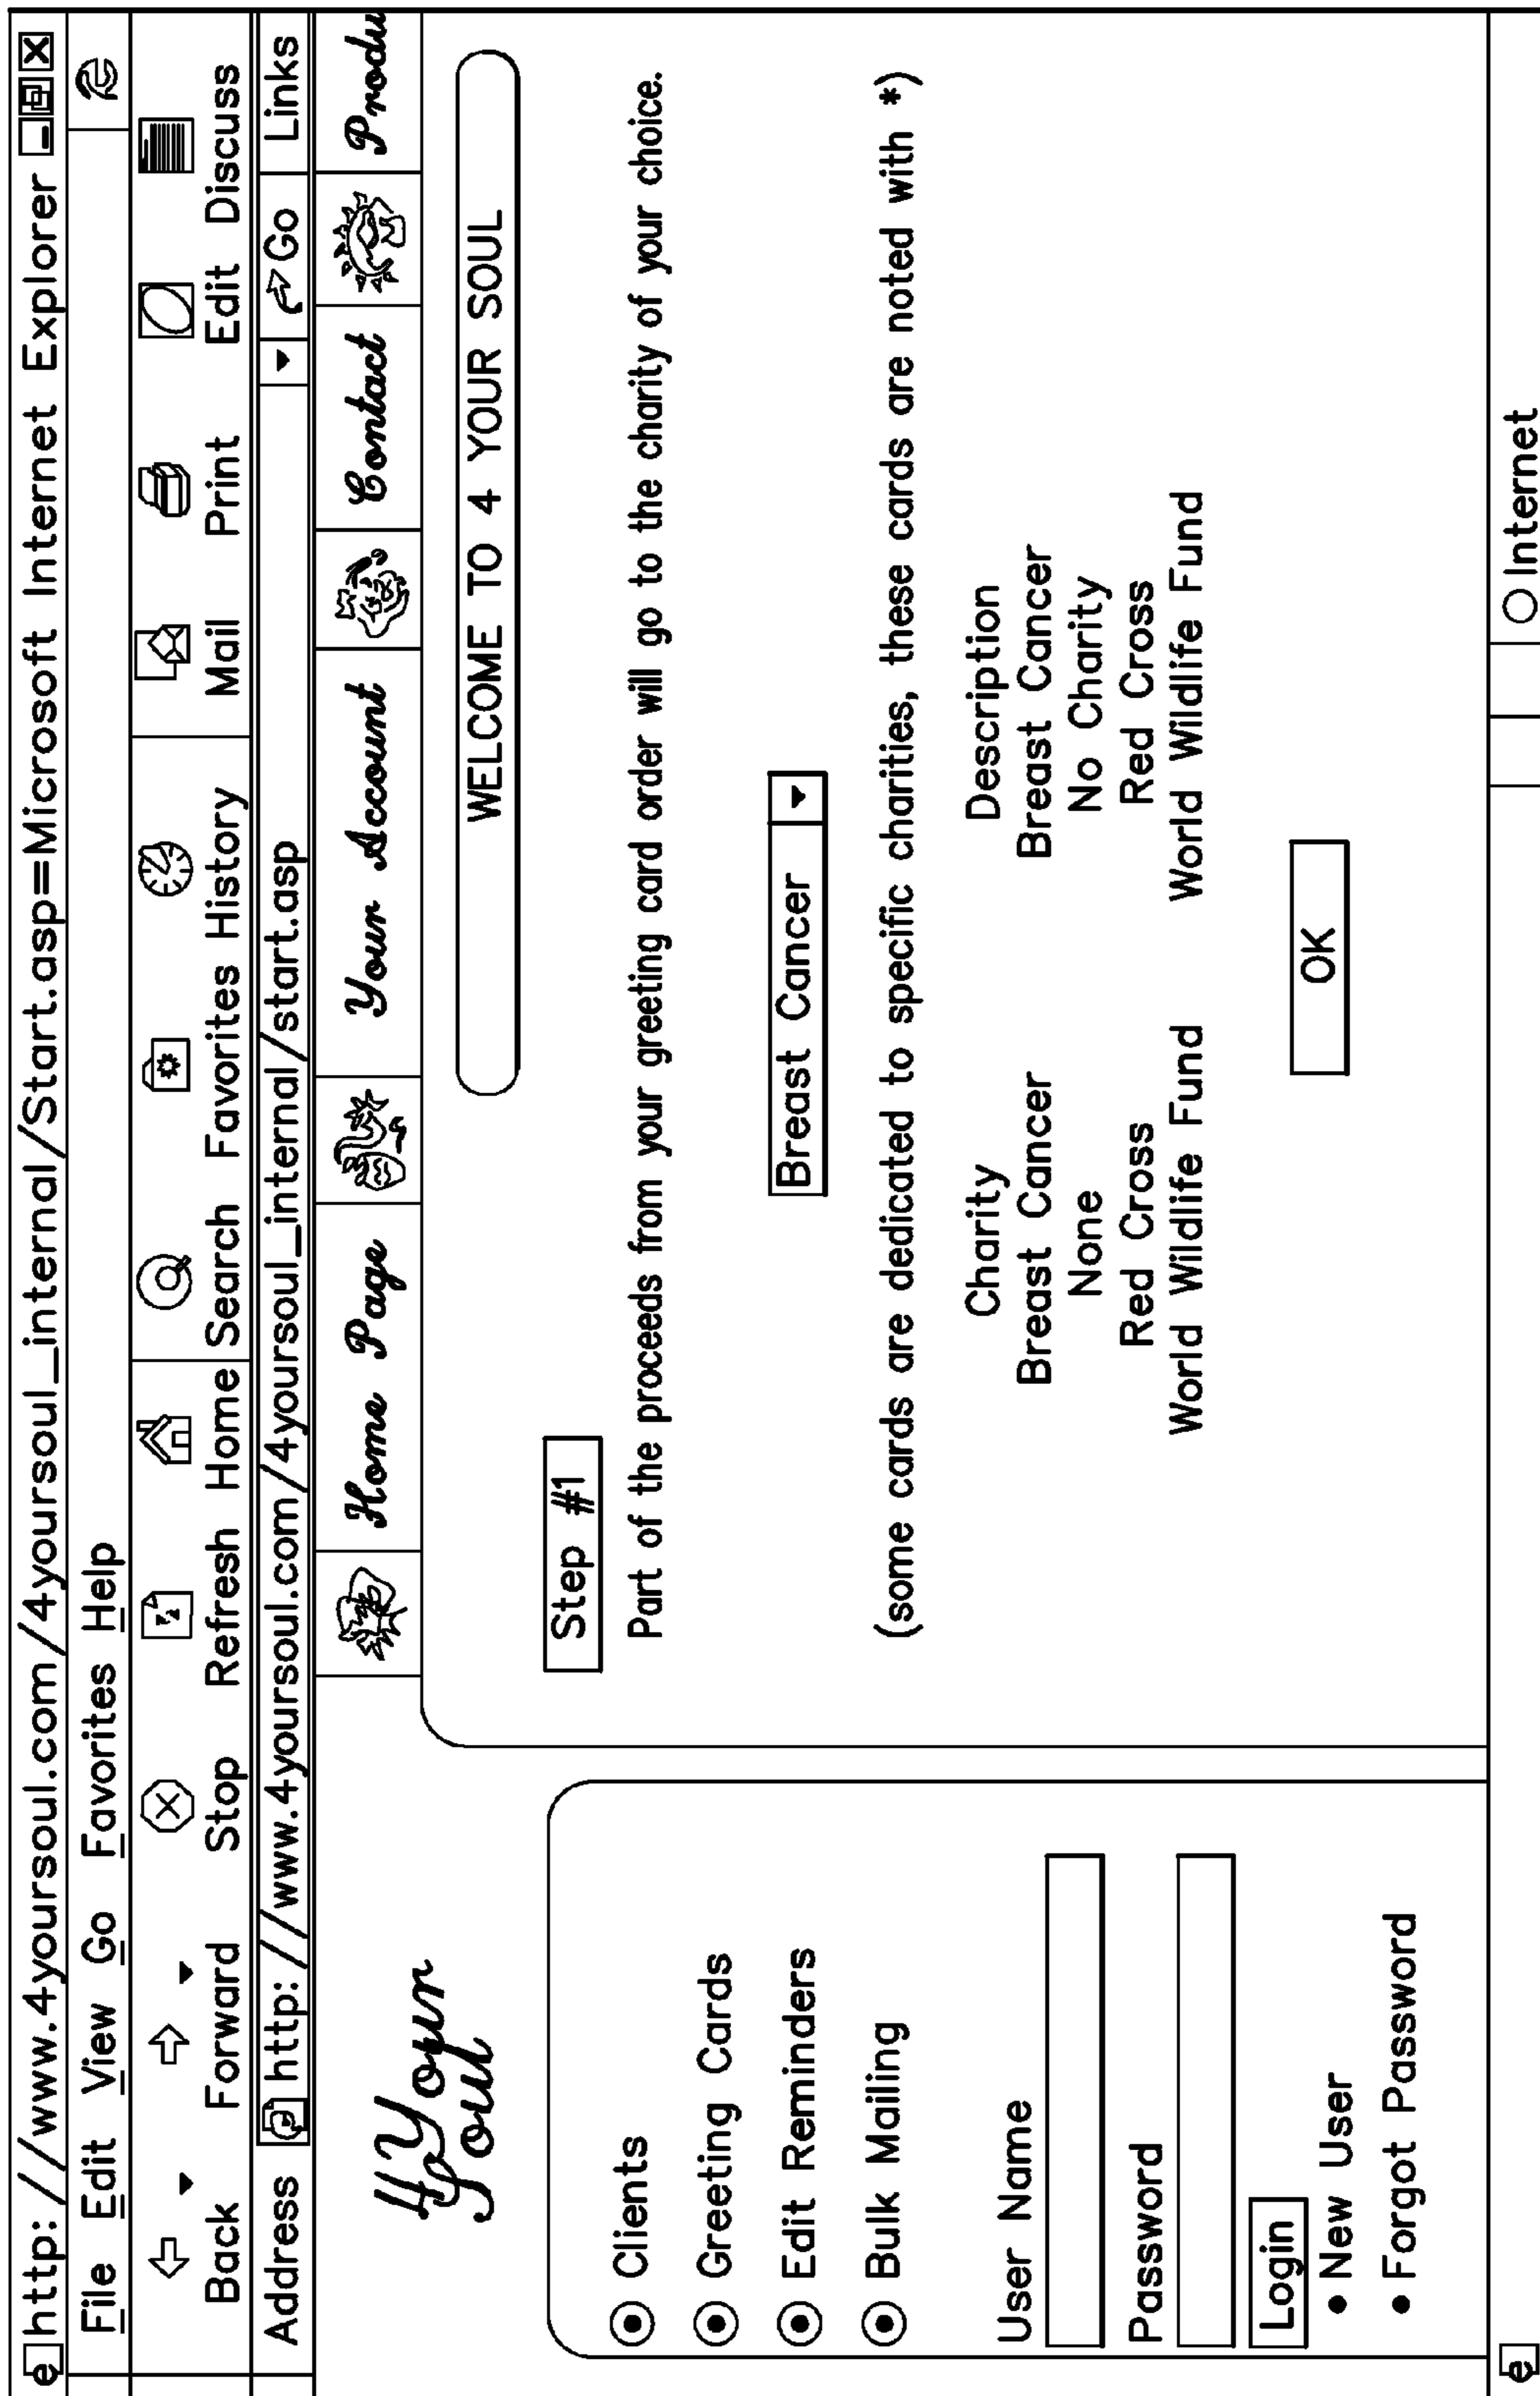 http: //www.4yoursoul.com/4yoursoul_internal/Start.asp=Microsoft Internet Explorer
File Edit View Go Favorites Help
Back Forward Stop Refresh Home Search Favorites History Mail Print Edit Discuss
Address http: //www.4yoursoul.com/4yoursoul_internal/start.asp Go Links
Home Page Your Account Contact Produ
4 Your
Soul
WELCOME TO 4 YOUR SOUL
Step #1
Part of the proceeds from your greeting card order will go to the charity of your choice.
Breast Cancer
(some cards are dedicated to specific charities, these cards are noted with *)
Charity Description
Breast Cancer Breast Cancer
None No Charity
Red Cross Red Cross
World Wildlife Fund World Wildlife Fund
OK
Clients
Greeting Cards
Edit Reminders
Bulk Mailing
User Name
Password
Login
• New User
• Forgot Password
Internet